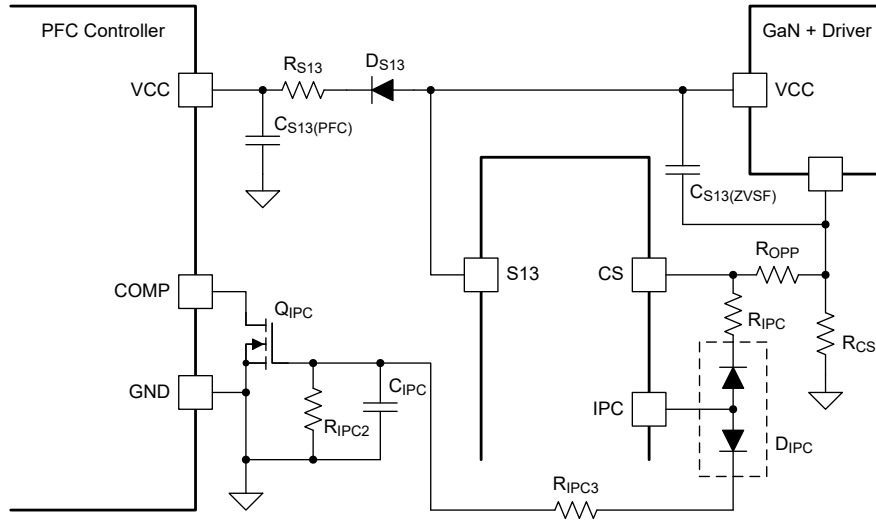 PFC Controller
GaN + Driver
RS13
DS13
VCC
VCC
CS13(PFC)
CS13(ZVSF)
ROPP
S13
CS
COMP
QIPC
RIPC
RCS
CIPC
GND
IPC
RIPC2
DIPC
RIPC3